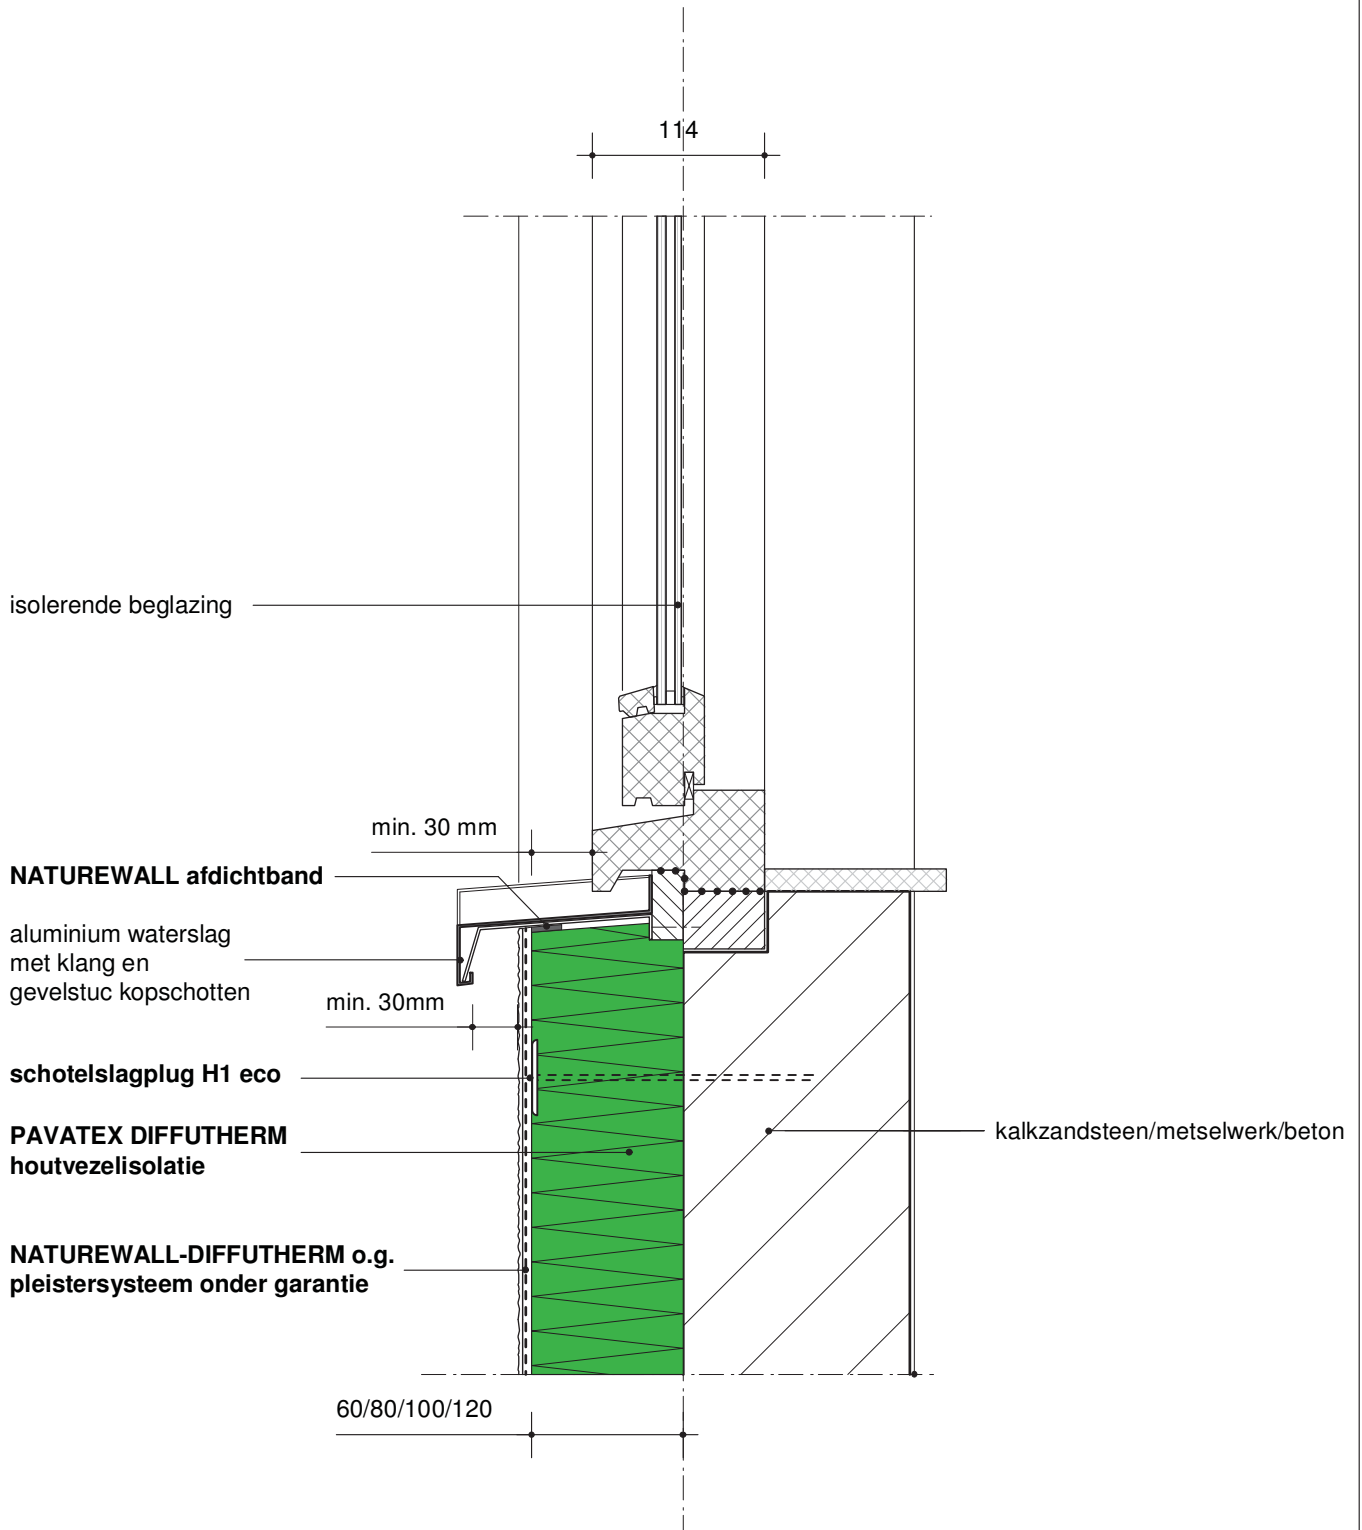 114
isolerende beglazing
min. 30 mm
NATUREWALL afdichtband
aluminium waterslag
met klang en
gevelstuc kopschotten
min. 30mm
schotelslagplug H1 eco
PAVATEX DIFFUTHERM
houtvezelisolatie
kalkzandsteen/metselwerk/beton
NATUREWALL-DIFFUTHERM o.g.
pleistersysteem onder garantie
60/80/100/120